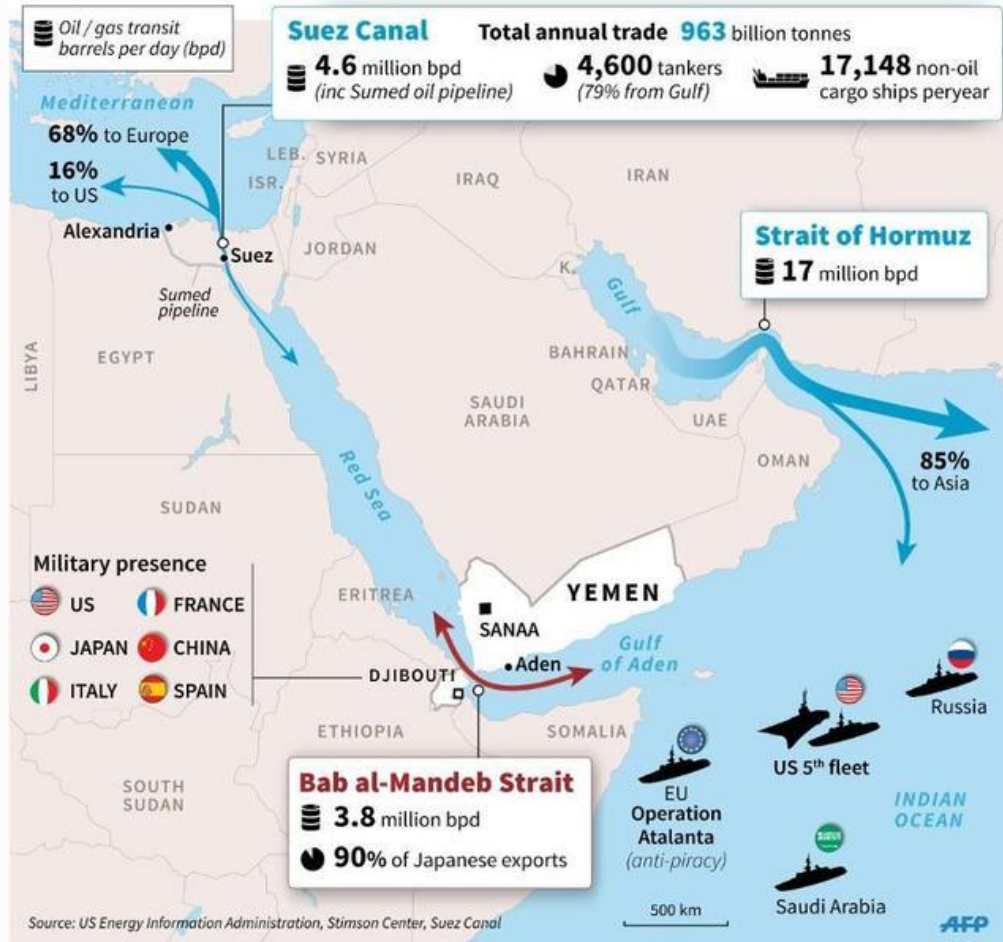 Oil / gas transit
barrels per day (bpd)
Suez Canal
Total annual trade 963 billion tonnes
4.6 million bpd
(inc Sumed oil pipeline)
4,600 tankers
(79% from Gulf)
17,148 non-oil
cargo ships peryear
Mediterranean
68% to Europe
16%
to US
LEB.
SYRIA
ISR.
IRAQ
IRAN
Alexandria
Suez
JORDAN
Sumed
pipeline
K.
Gulf
Strait of Hormuz
17 million bpd
LIBYA
EGYPT
BAHRAIN
QATAR
SAUDI
ARABIA
UAE
OMAN
85%
to Asia
Red Sea
SUDAN
Military presence
US
FRANCE
JAPAN
CHINA
ITALY
SPAIN
ERITREA
YEMEN
SANAA
Aden
Gulf
of Aden
DJIBOUTI
ETHIOPIA
SOMALIA
SOUTH
SUDAN
Bab al-Mandeb Strait
3.8 million bpd
90% of Japanese exports
EU
Operation
Atalanta
(anti-piracy)
US 5th fleet
Russia
INDIAN
OCEAN
Saudi Arabia
500 km
Source: US Energy Information Administration, Stimson Center, Suez Canal
AFP